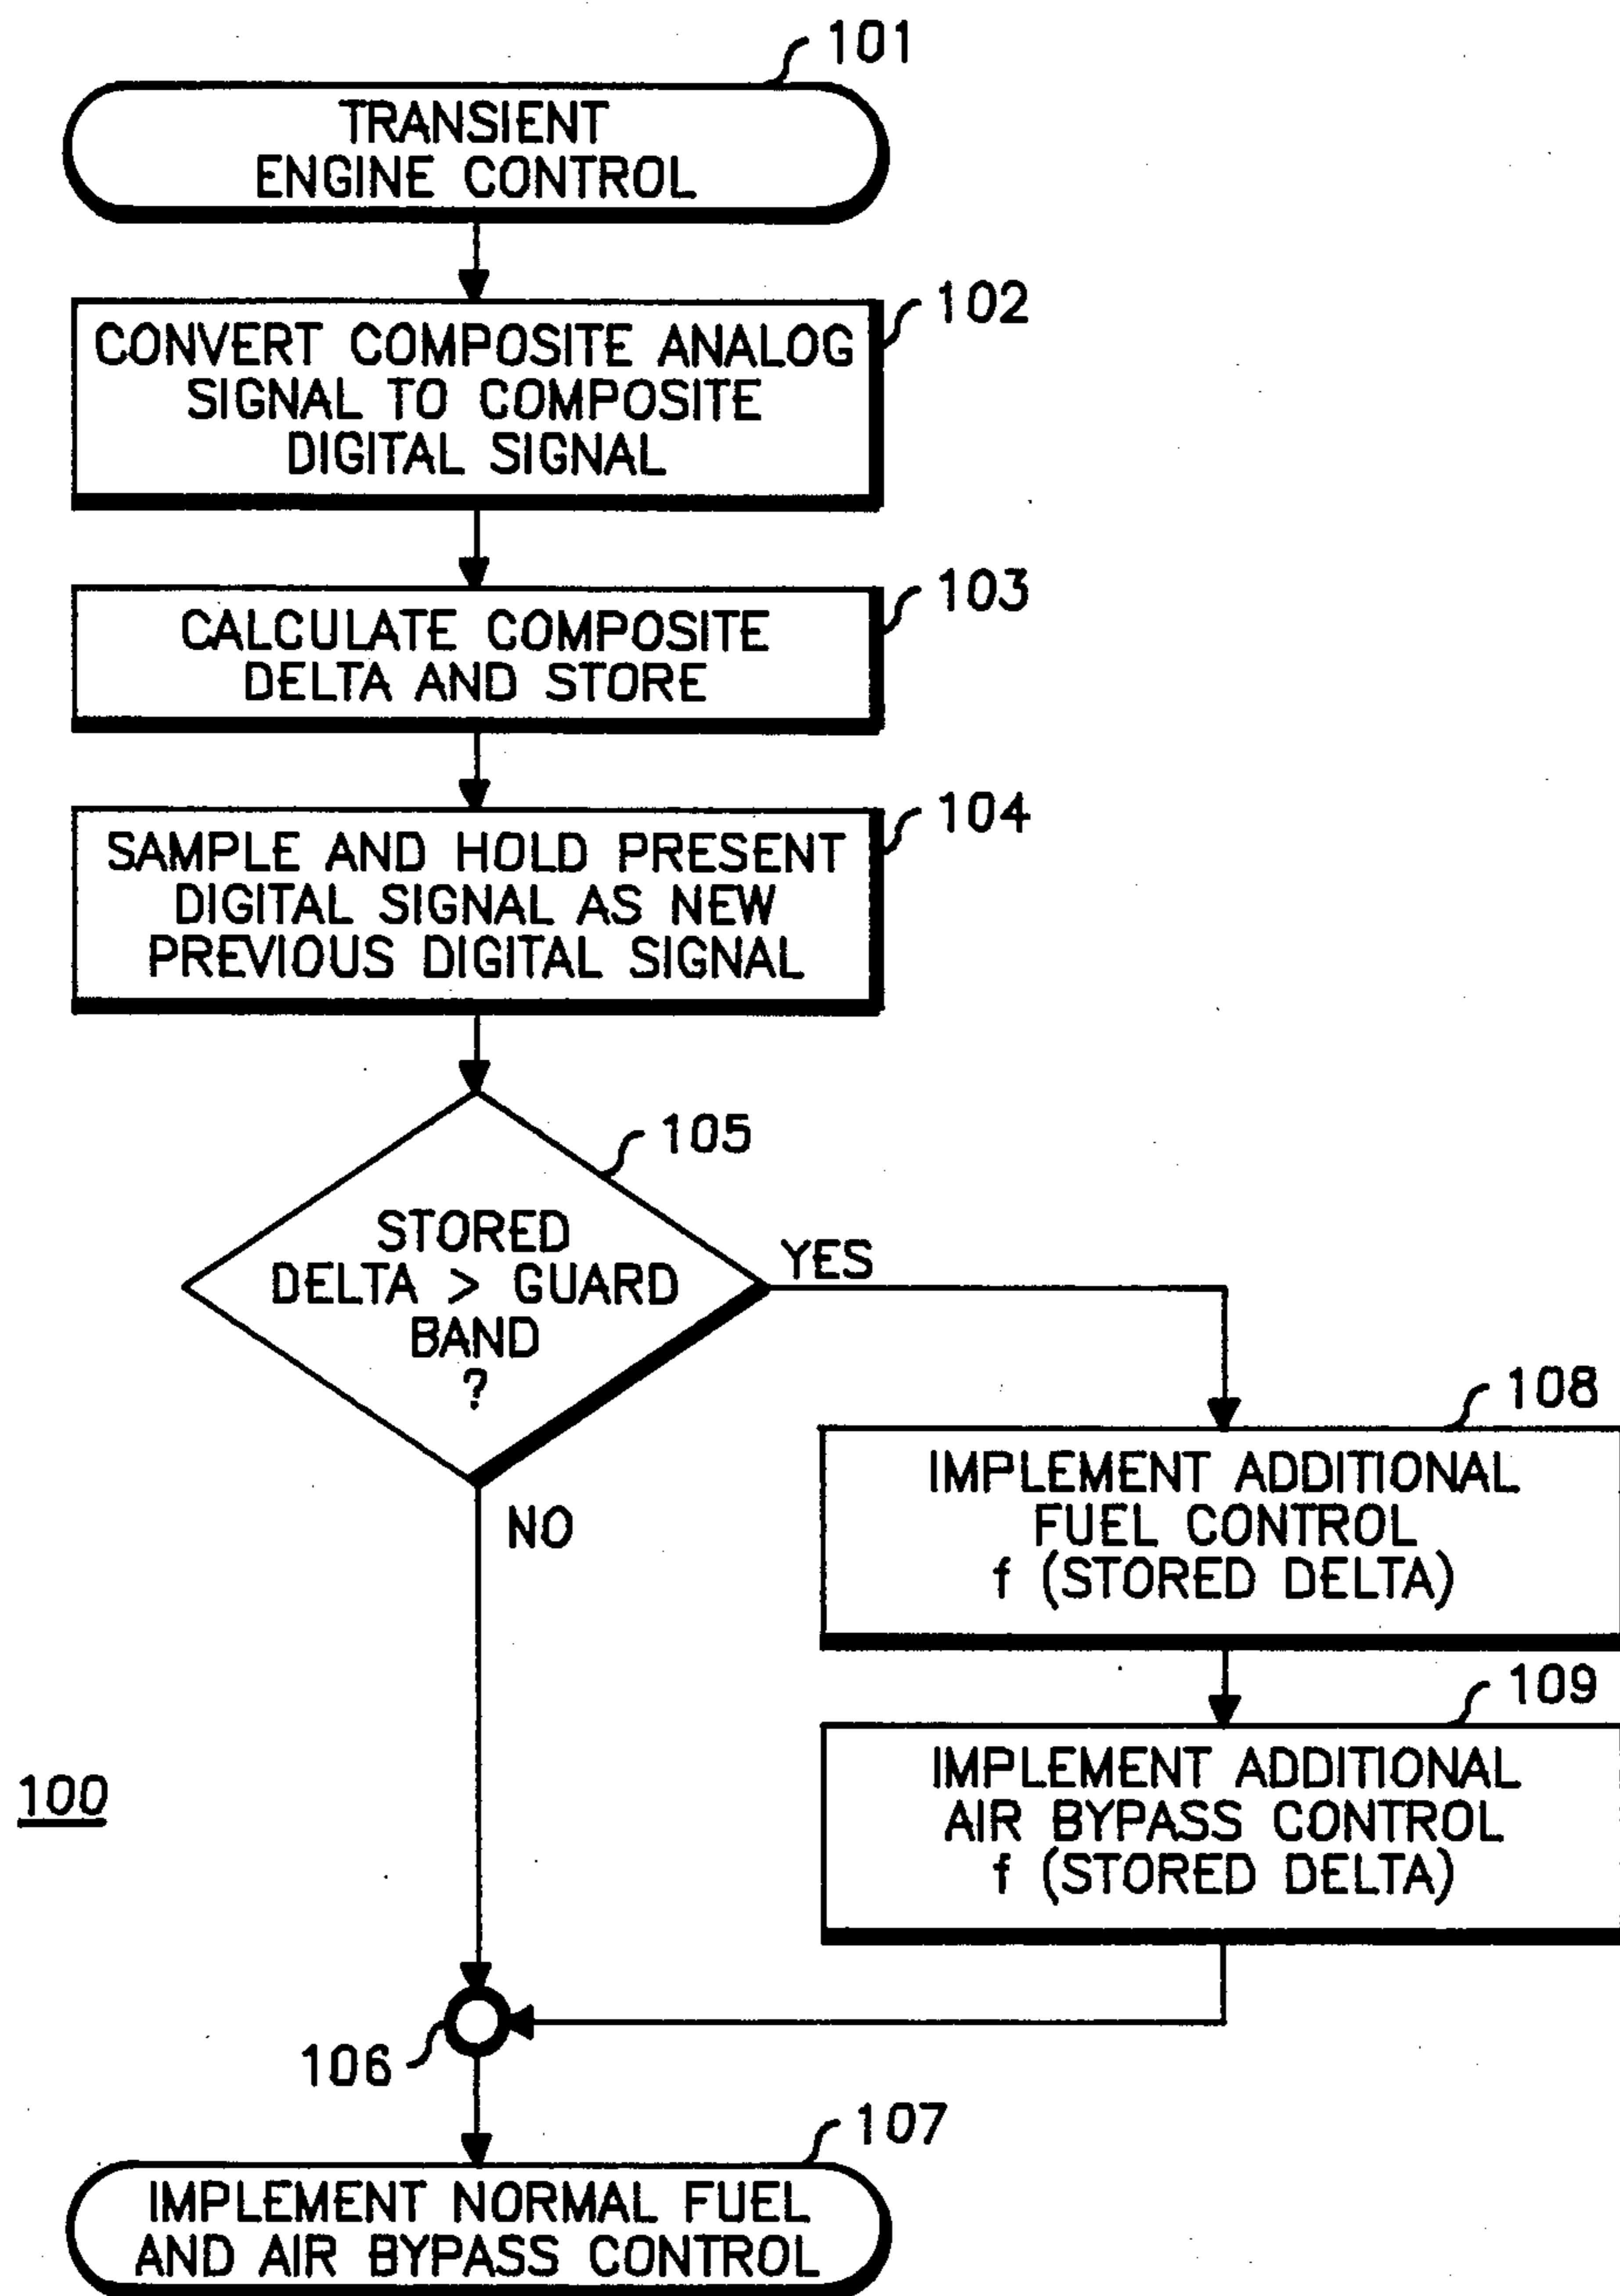 101
TRANSIENT
ENGINE CONTROL
102
CONVERT COMPOSITE ANALOG
SIGNAL TO COMPOSITE
DIGITAL SIGNAL
103
CALCULATE COMPOSITE
DELTA AND STORE
104
SAMPLE AND HOLD PRESENT
DIGITAL SIGNAL AS NEW
PREVIOUS DIGITAL SIGNAL
105
STORED
DELTA > GUARD
BAND
?
YES
NO
108
IMPLEMENT ADDITIONAL
FUEL CONTROL
f (STORED DELTA)
109
IMPLEMENT ADDITIONAL
AIR BYPASS CONTROL
f (STORED DELTA)
100
106
107
IMPLEMENT NORMAL FUEL
AND AIR BYPASS CONTROL